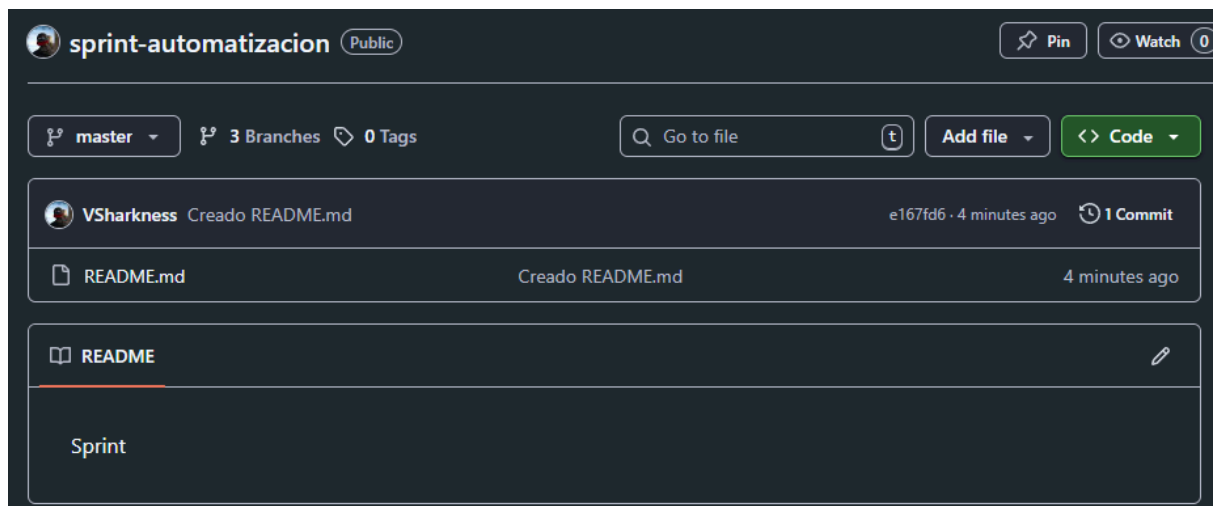 sprint-automatizacion Public Pin Watch 0
master 3 Branches 0 Tags Go to file t Add file <> Code
VSharkness Creado README.md e167fd6 · 4 minutes ago 1 Commit
README.md Creado README.md 4 minutes ago
README
Sprint